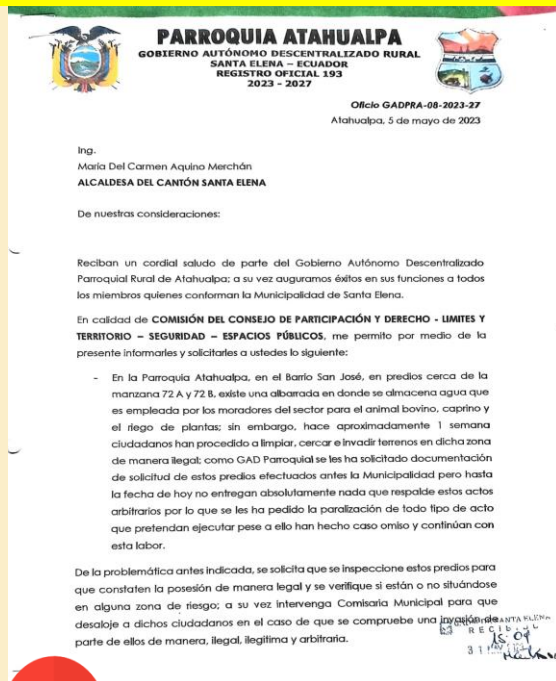 PARROQUIA ATAHUALPA
GOBIERNO AUTÓNOMO DESCENTRALIZADO RURAL
SANTA ELENA – ECUADOR
REGISTRO OFICIAL 193
2023 - 2027
Oficio GADPRA-08-2023-27
Atahualpa, 5 de mayo de 2023
Ing.
María Del Carmen Aquino Merchán
ALCALDESA DEL CANTÓN SANTA ELENA
De nuestras consideraciones:
Reciban un cordial saludo de parte del Gobierno Autónomo Descentralizado
Parroquial Rural de Atahualpa; a su vez auguramos éxitos en sus funciones a todos
los miembros quienes conforman la Municipalidad de Santa Elena.
En calidad de COMISIÓN DEL CONSEJO DE PARTICIPACIÓN Y DERECHO - LIMITES Y
TERRITORIO – SEGURIDAD – ESPACIOS PÚBLICOS, me permito por medio de la
presente informarles y solicitarles a ustedes lo siguiente:
- En la Parroquia Atahualpa, en el Barrio San José, en predios cerca de la
manzana 72 A y 72 B, existe una albarrada en donde se almacena agua que
es empleada por los moradores del sector para el animal bovino, caprino y
el riego de plantas; sin embargo, hace aproximadamente 1 semana
ciudadanos han procedido a limpiar, cercar e invadir terrenos en dicha zona
de manera ilegal; como GAD Parroquial se les ha solicitado documentación
de solicitud de estos predios efectuados antes la Municipalidad pero hasta
la fecha de hoy no entregan absolutamente nada que respalde estos actos
arbitrarios por lo que se les ha pedido la paralización de todo tipo de acto
que pretendan ejecutar pese a ello han hecho caso omiso y continúan con
esta labor.
De la problemática antes indicada, se solicita que se inspeccione estos predios para
que constaten la posesión de manera legal y se verifique si están o no situándose
en alguna zona de riesgo; a su vez intervenga Comisaria Municipal para que
desaloje a dichos ciudadanos en el caso de que se compruebe una invasión de
parte de ellos de manera, ilegal, ilegitima y arbitraria.
SANTA ELENA
RECIBI
15:09
31